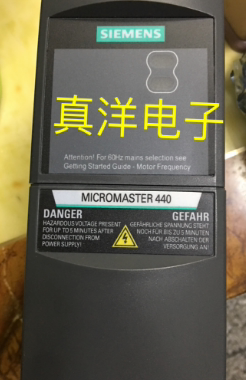 SIEMENS
真洋电子
Attention! For 60Hz mains selection see
Getting Started Guide - Motor Frequency
MICROMASTER 440
DANGER
HAZARDOUS VOLTAGE PRESENT
FOR UP TO 5 MINUTES AFTER
DISCONNECTION FROM
POWER SUPPLY!
GEFAHR
GEFÄHRLICHE SPANNUNG STEHT
NOCH FÜR BIS ZU 5 MINUTEN
NACH ABSCHALTEN DER
VERSORGUNG AN!